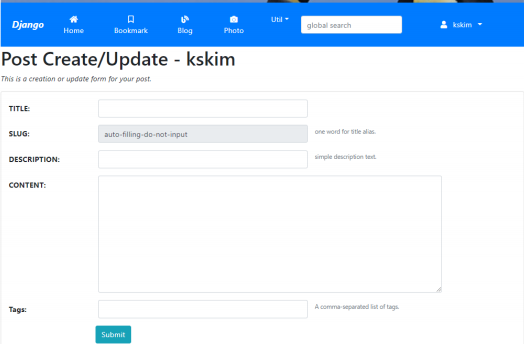 Django
Home
Bookmark
Blog
Photo
Util
global search
kskim
Post Create/Update - kskim
This is a creation or update form for your post.
TITLE:
SLUG:
auto-filling-do-not-input
one word for title alias.
DESCRIPTION:
simple description text.
CONTENT:
Tags:
A comma-separated list of tags.
Submit